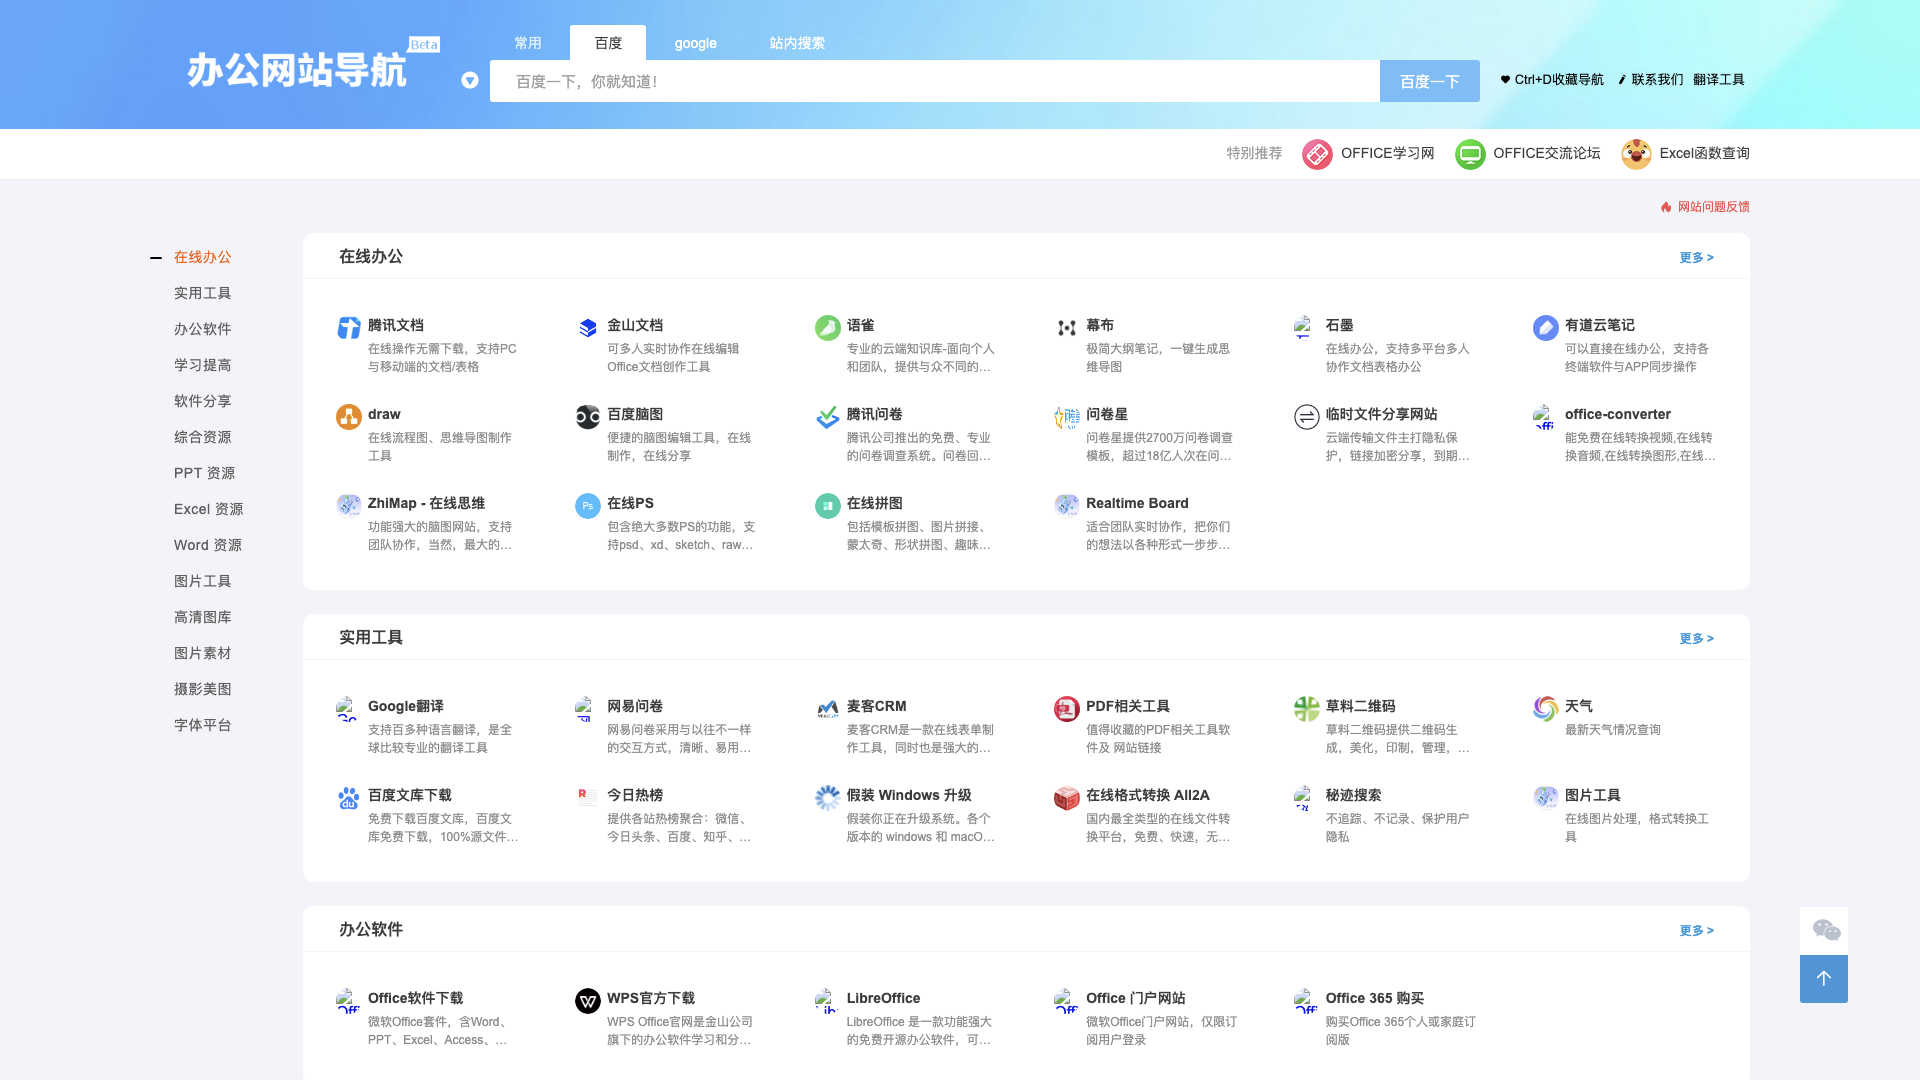 办公网站导航 Beta
常用 百度 google 站内搜索
百度一下，你就知道！
百度一下
Ctrl+D收藏导航 联系我们 翻译工具
特别推荐 OFFICE学习网 OFFICE交流论坛 Excel函数查询
网站问题反馈
在线办公
实用工具
办公软件
学习提高
软件分享
综合资源
PPT 资源
Excel 资源
Word 资源
图片工具
高清图库
图片素材
摄影美图
字体平台
在线办公
更多 >
腾讯文档
在线操作无需下载，支持PC
与移动端的文档/表格
金山文档
可多人实时协作在线编辑
Office文档创作工具
语雀
专业的云端知识库-面向个人
和团队，提供与众不同的…
幕布
极简大纲笔记，一键生成思
维导图
石墨
在线办公，支持多平台多人
协作文档表格办公
有道云笔记
可以直接在线办公，支持各
终端软件与APP同步操作
draw
在线流程图、思维导图制作
工具
百度脑图
便捷的脑图编辑工具，在线
制作，在线分享
腾讯问卷
腾讯公司推出的免费、专业
的问卷调查系统。问卷回…
问卷星
问卷星提供2700万问卷调查
模板，超过18亿人次在问…
临时文件分享网站
云端传输文件主打隐私保
护，链接加密分享，到期…
office-converter
能免费在线转换视频,在线转
换音频,在线转换图形,在线…
ZhiMap - 在线思维
功能强大的脑图网站，支持
团队协作，当然，最大的…
在线PS
包含绝大多数PS的功能，支
持psd、xd、sketch、raw…
在线拼图
包括模板拼图、图片拼接、
蒙太奇、形状拼图、趣味…
Realtime Board
适合团队实时协作，把你们
的想法以各种形式一步步…
实用工具
更多 >
Google翻译
支持百多种语言翻译，是全
球比较专业的翻译工具
网易问卷
网易问卷采用与以往不一样
的交互方式，清晰、易用…
麦客CRM
麦客CRM是一款在线表单制
作工具，同时也是强大的…
PDF相关工具
值得收藏的PDF相关工具软
件及 网站链接
草料二维码
草料二维码提供二维码生
成，美化，印制，管理，…
天气
最新天气情况查询
百度文库下载
免费下载百度文库，百度文
库免费下载，100%源文件…
今日热榜
提供各站热榜聚合：微信、
今日头条、百度、知乎、…
假装 Windows 升级
假装你正在升级系统。各个
版本的 windows 和 macO…
在线格式转换 All2A
国内最全类型的在线文件转
换平台，免费、快速，无…
秘迹搜索
不追踪、不记录、保护用户
隐私
图片工具
在线图片处理，格式转换工
具
办公软件
更多 >
Office软件下载
微软Office套件，含Word、
PPT、Excel、Access、…
WPS官方下载
WPS Office官网是金山公司
旗下的办公软件学习和分…
LibreOffice
LibreOffice 是一款功能强大
的免费开源办公软件，可…
Office 门户网站
微软Office门户网站，仅限订
阅用户登录
Office 365 购买
购买Office 365个人或家庭订
阅版